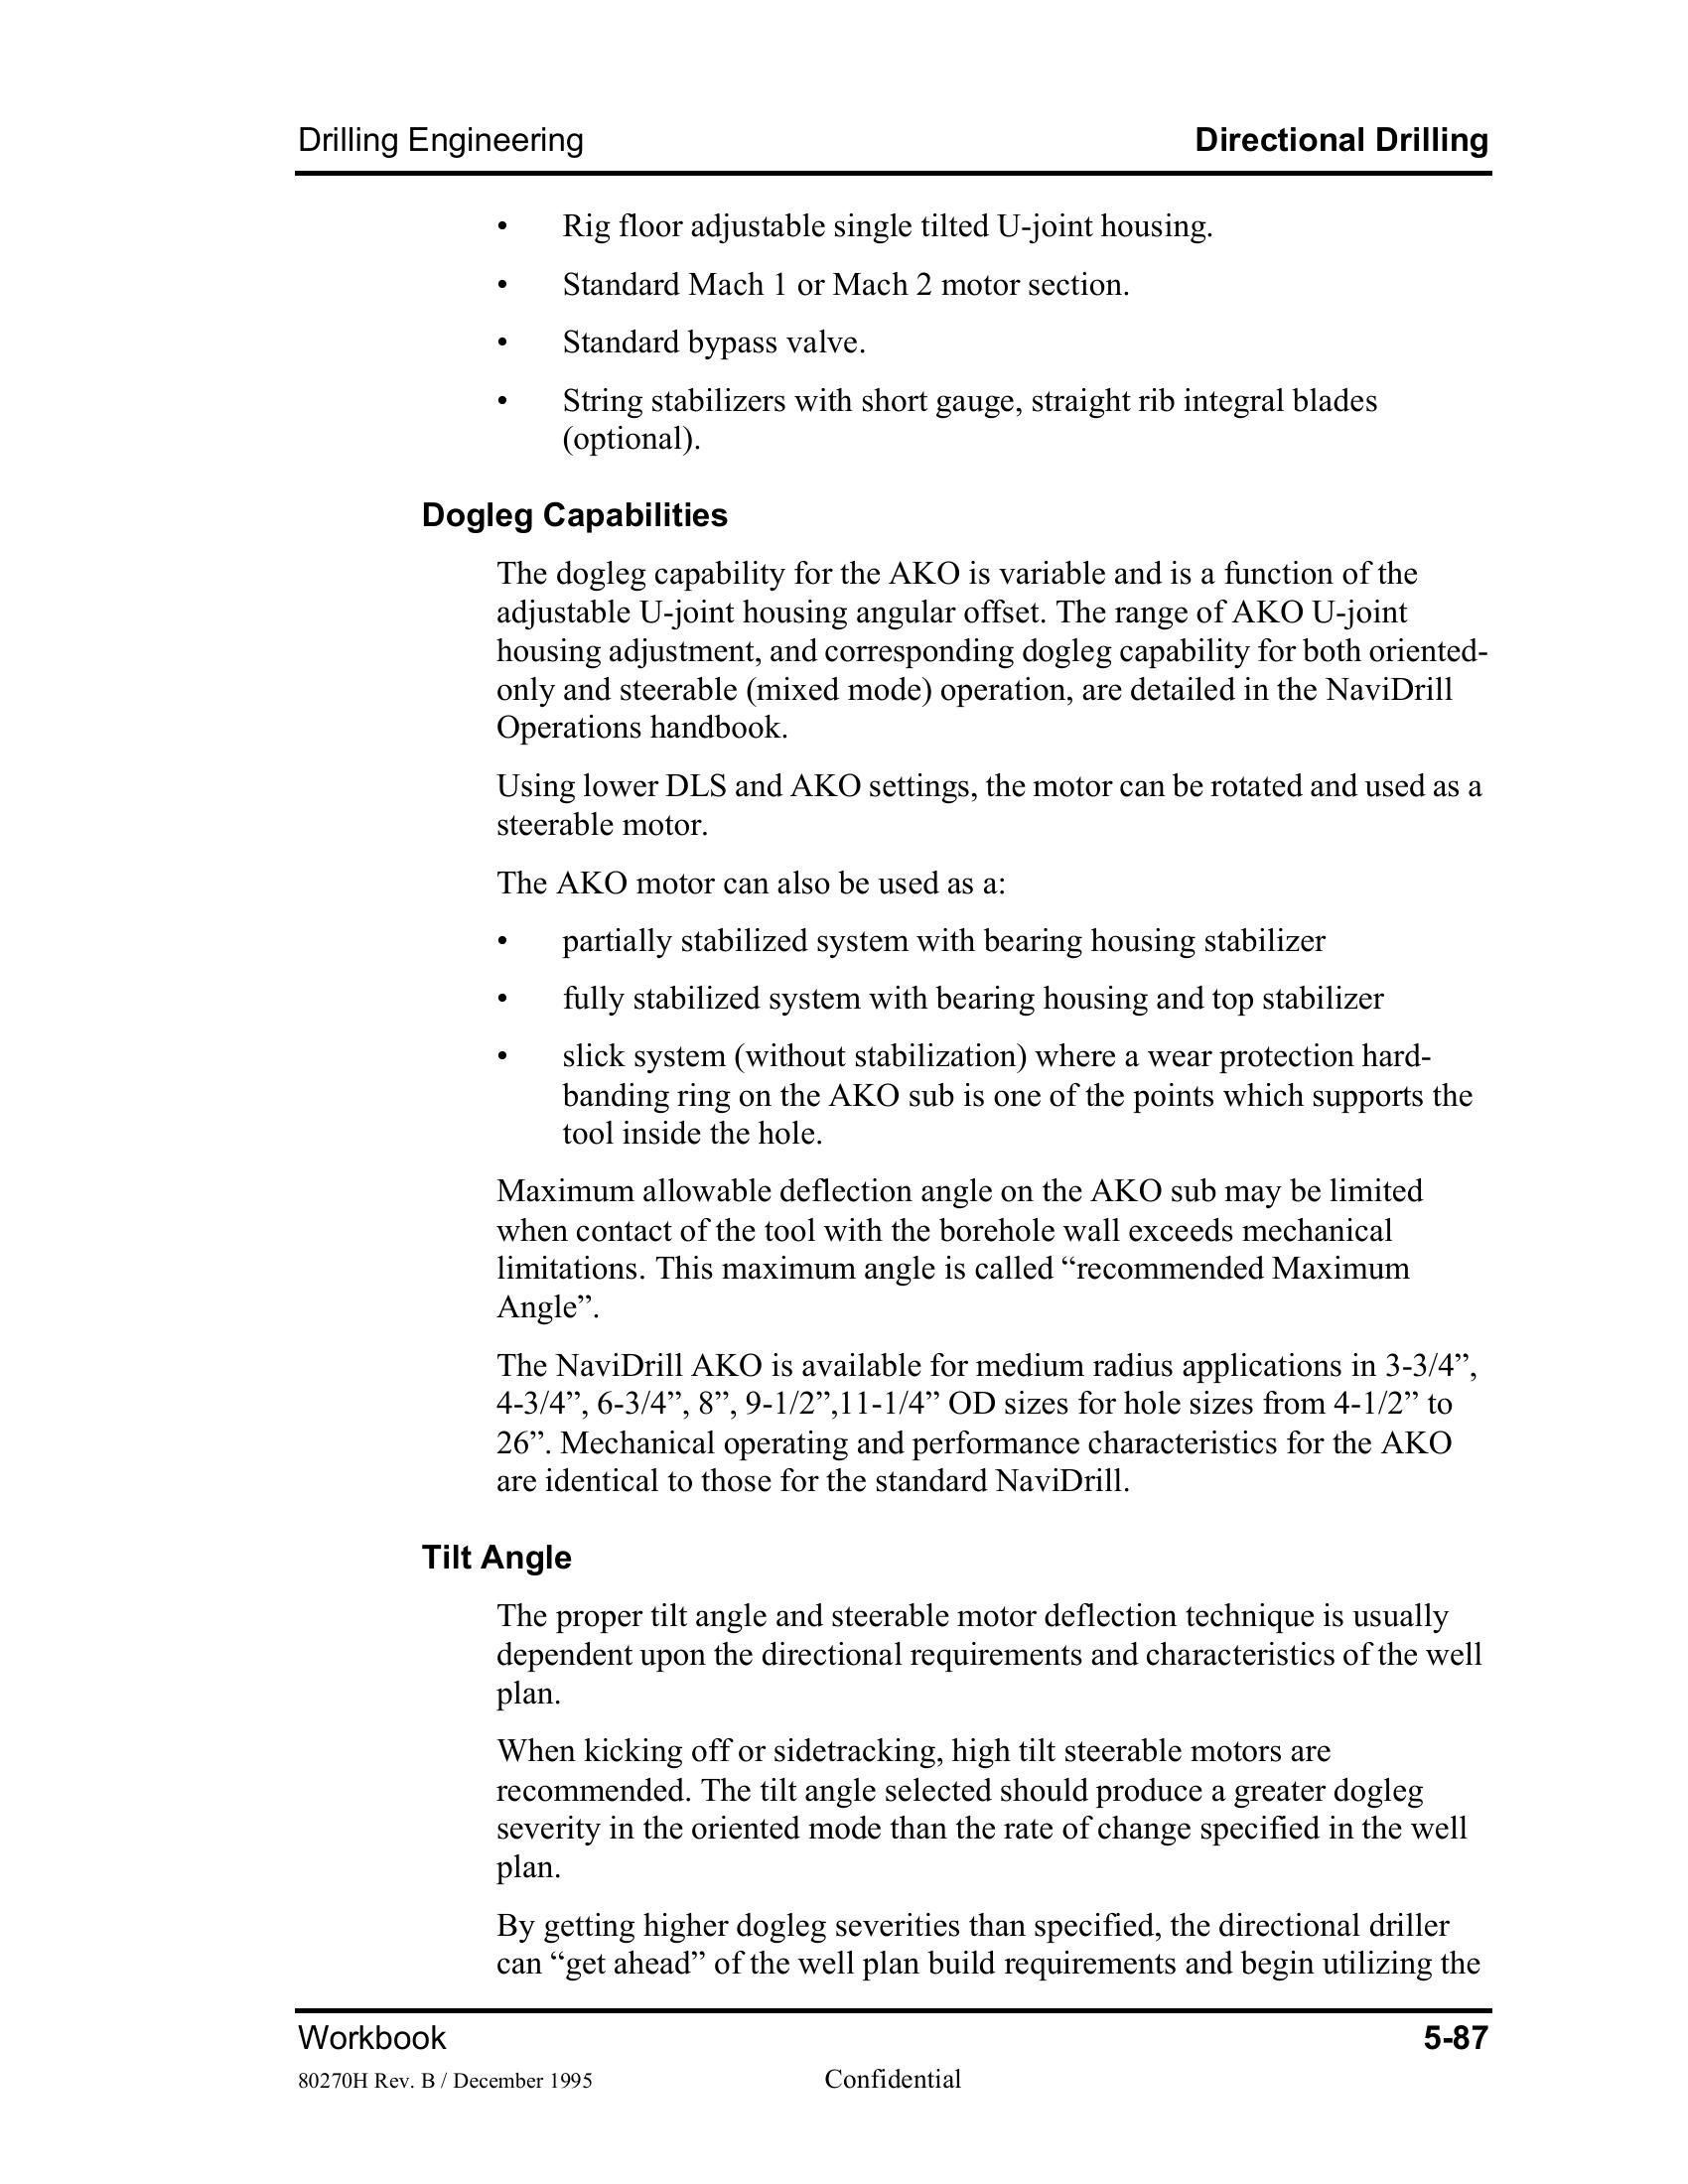 Drilling Engineering Directional Drilling
• Rig floor adjustable single tilted U-joint housing.
• Standard Mach 1 or Mach 2 motor section.
• Standard bypass valve.
• String stabilizers with short gauge, straight rib integral blades
(optional).
Dogleg Capabilities
The dogleg capability for the AKO is variable and is a function of the
adjustable U-joint housing angular offset. The range of AKO U-joint
housing adjustment, and corresponding dogleg capability for both oriented-
only and steerable (mixed mode) operation, are detailed in the NaviDrill
Operations handbook.
Using lower DLS and AKO settings, the motor can be rotated and used as a
steerable motor.
The AKO motor can also be used as a:
• partially stabilized system with bearing housing stabilizer
• fully stabilized system with bearing housing and top stabilizer
• slick system (without stabilization) where a wear protection hard-
banding ring on the AKO sub is one of the points which supports the
tool inside the hole.
Maximum allowable deflection angle on the AKO sub may be limited
when contact of the tool with the borehole wall exceeds mechanical
limitations. This maximum angle is called “recommended Maximum
Angle”.
The NaviDrill AKO is available for medium radius applications in 3-3/4”,
4-3/4”, 6-3/4”, 8”, 9-1/2”,11-1/4” OD sizes for hole sizes from 4-1/2” to
26”. Mechanical operating and performance characteristics for the AKO
are identical to those for the standard NaviDrill.
Tilt Angle
The proper tilt angle and steerable motor deflection technique is usually
dependent upon the directional requirements and characteristics of the well
plan.
When kicking off or sidetracking, high tilt steerable motors are
recommended. The tilt angle selected should produce a greater dogleg
severity in the oriented mode than the rate of change specified in the well
plan.
By getting higher dogleg severities than specified, the directional driller
can “get ahead” of the well plan build requirements and begin utilizing the
Workbook 5-87
80270H Rev. B / December 1995 Confidential